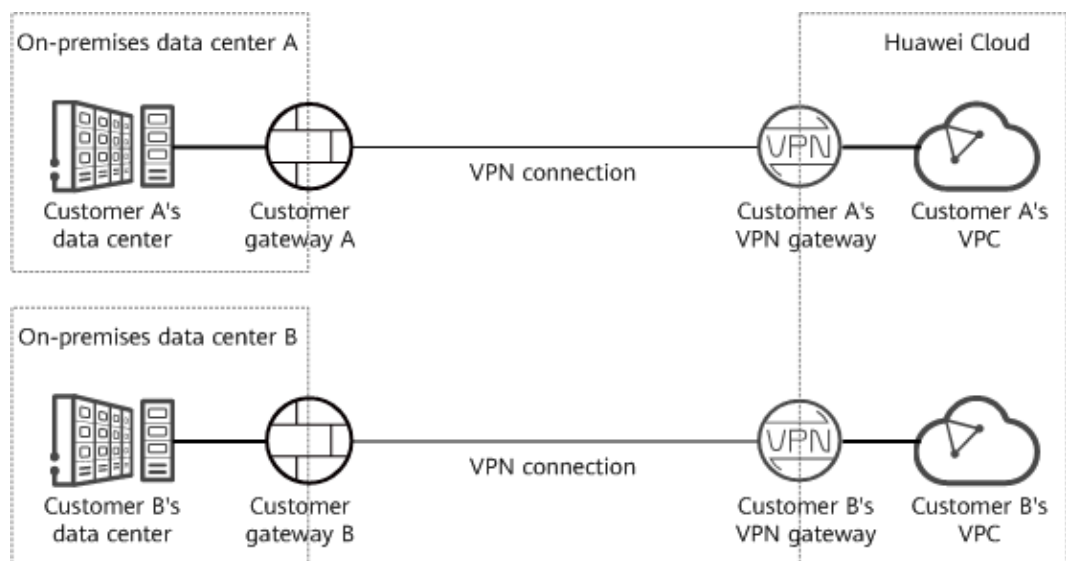 On-premises data center A
Huawei Cloud
VPN
VPN connection
Customer A's
data center
Customer
gateway A
Customer A's
VPN gateway
Customer A's
VPC
On-premises data center B
VPN
VPN connection
Customer B's
data center
Customer
gateway B
Customer B's
VPN gateway
Customer B's
VPC